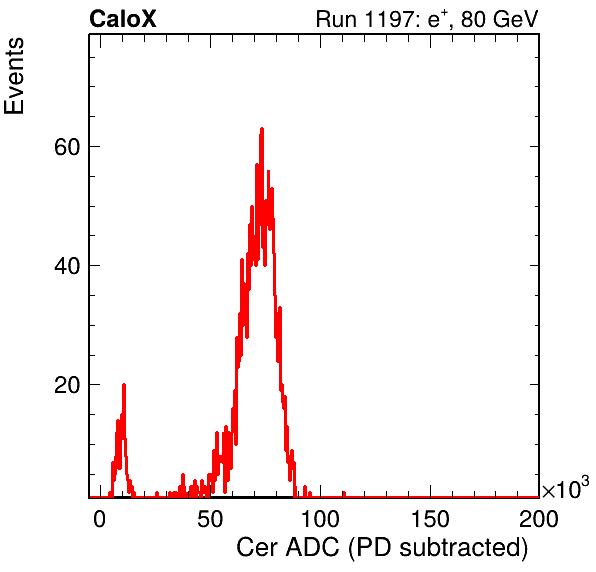 CaloX Run 1197: e⁺, 80 GeV
Events
60
40
20
0 50 100 150 200
×10³
Cer ADC (PD subtracted)